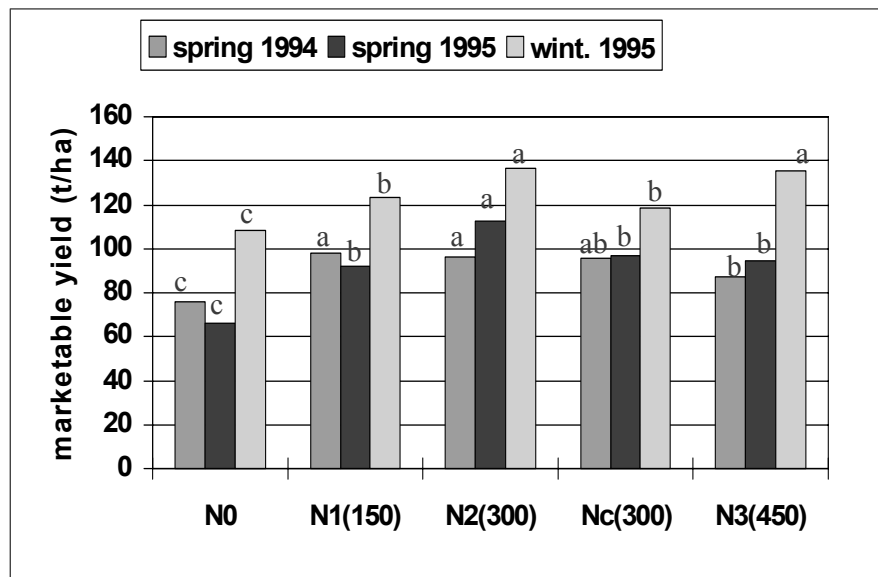 spring 1994 spring 1995 wint. 1995
marketable yield (t/ha)
160
140
120
100
80
60
40
20
0
c c c
a b b
a a a
ab b b
b b a
N0 N1(150) N2(300) Nc(300) N3(450)